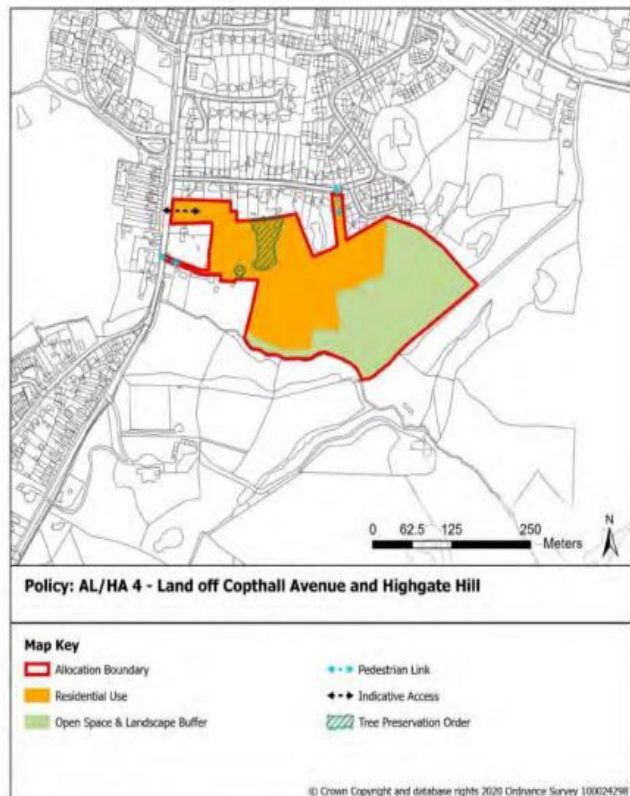 N
0 62.5 125 250
Meters
Policy: AL/HA 4 - Land off Copthall Avenue and Highgate Hill
Map Key
Allocation Boundary
Pedestrian Link
Residential Use
Indicative Access
Open Space & Landscape Buffer
Tree Preservation Order
© Crown Copyright and database rights 2020 Ordnance Survey 100024298